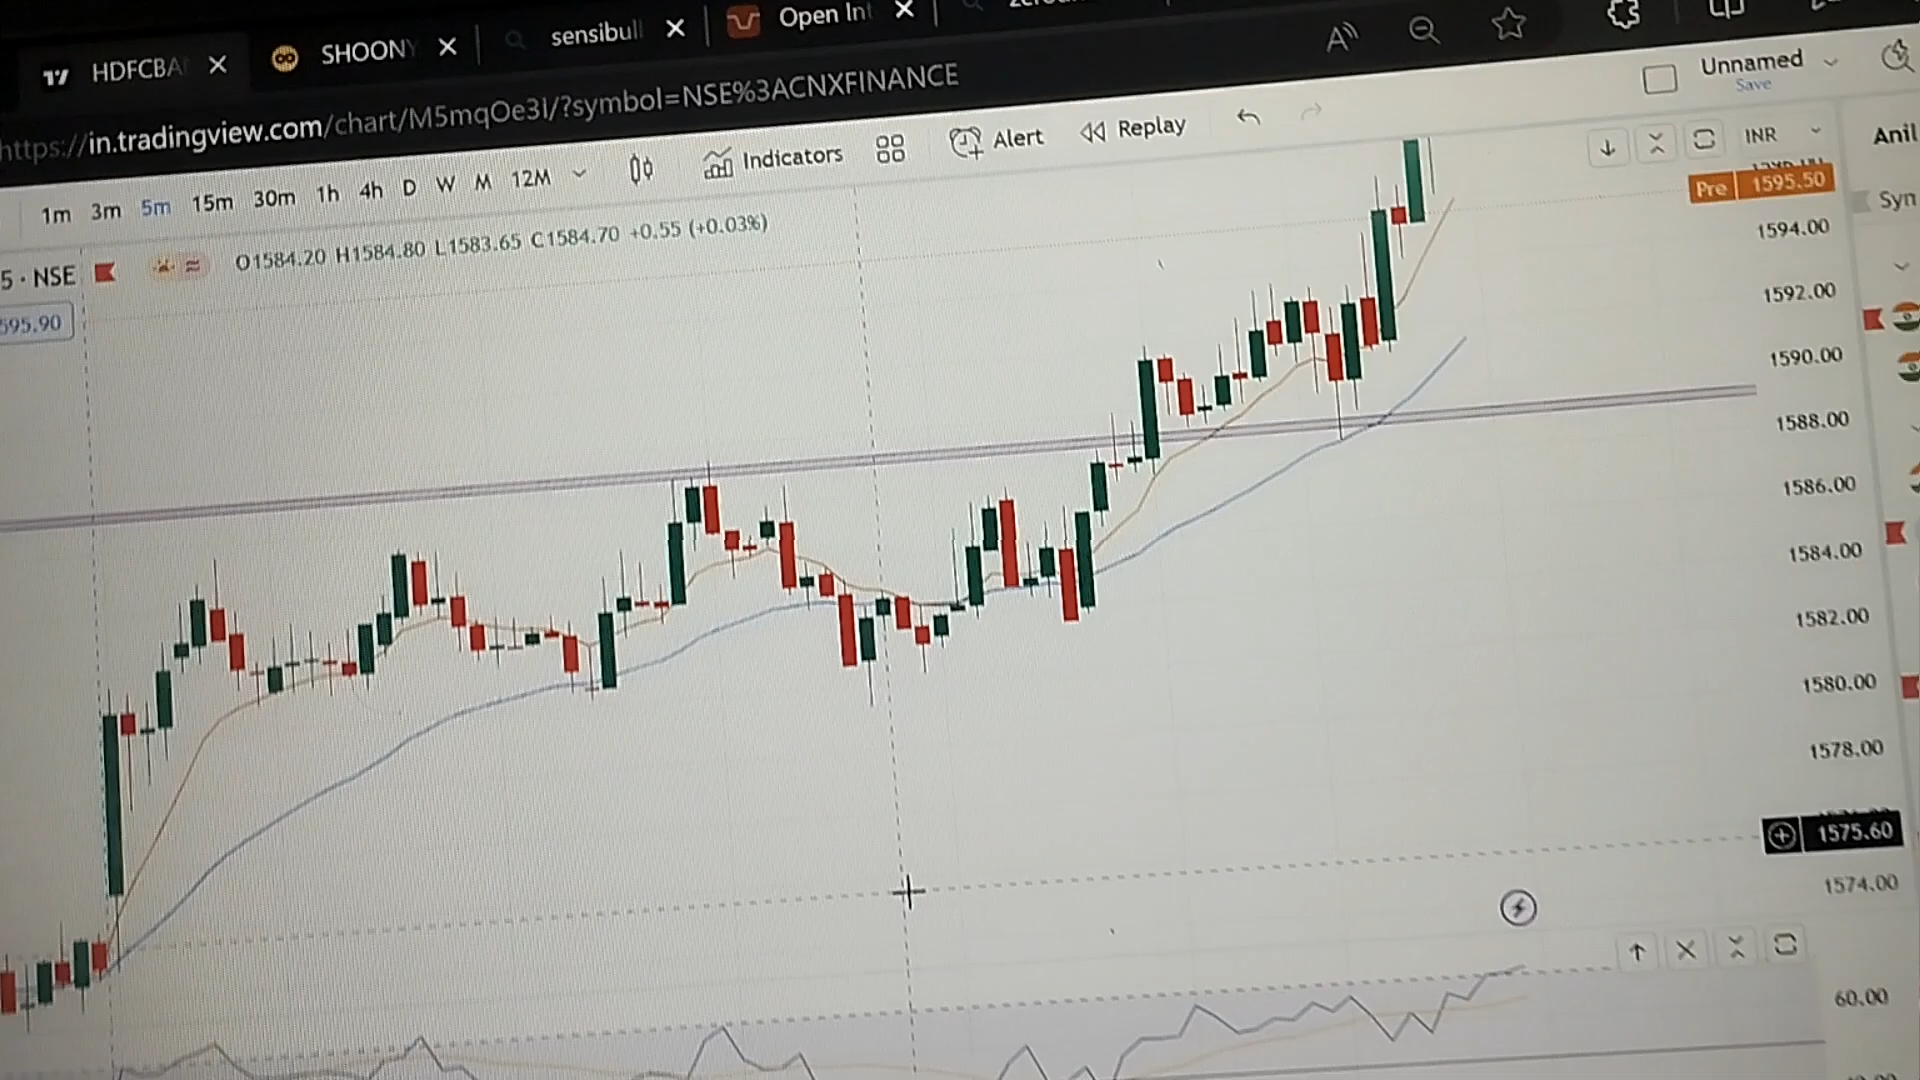 HDFCBA
SHOONY
sensibull
Open Int
https://in.tradingview.com/chart/M5mqOe3I/?symbol=NSE%3ACNXFINANCE
1m 3m 5m 15m 30m 1h 4h D W M 12M
Indicators
Alert
Replay
Unnamed
Save
5 · NSE
O1584.20 H1584.80 L1583.65 C1584.70 +0.55 (+0.03%)
595.90
INR
Anil
Syn
Pre 1595.50
1594.00
1592.00
1590.00
1588.00
1586.00
1584.00
1582.00
1580.00
1578.00
1575.60
1574.00
60.00